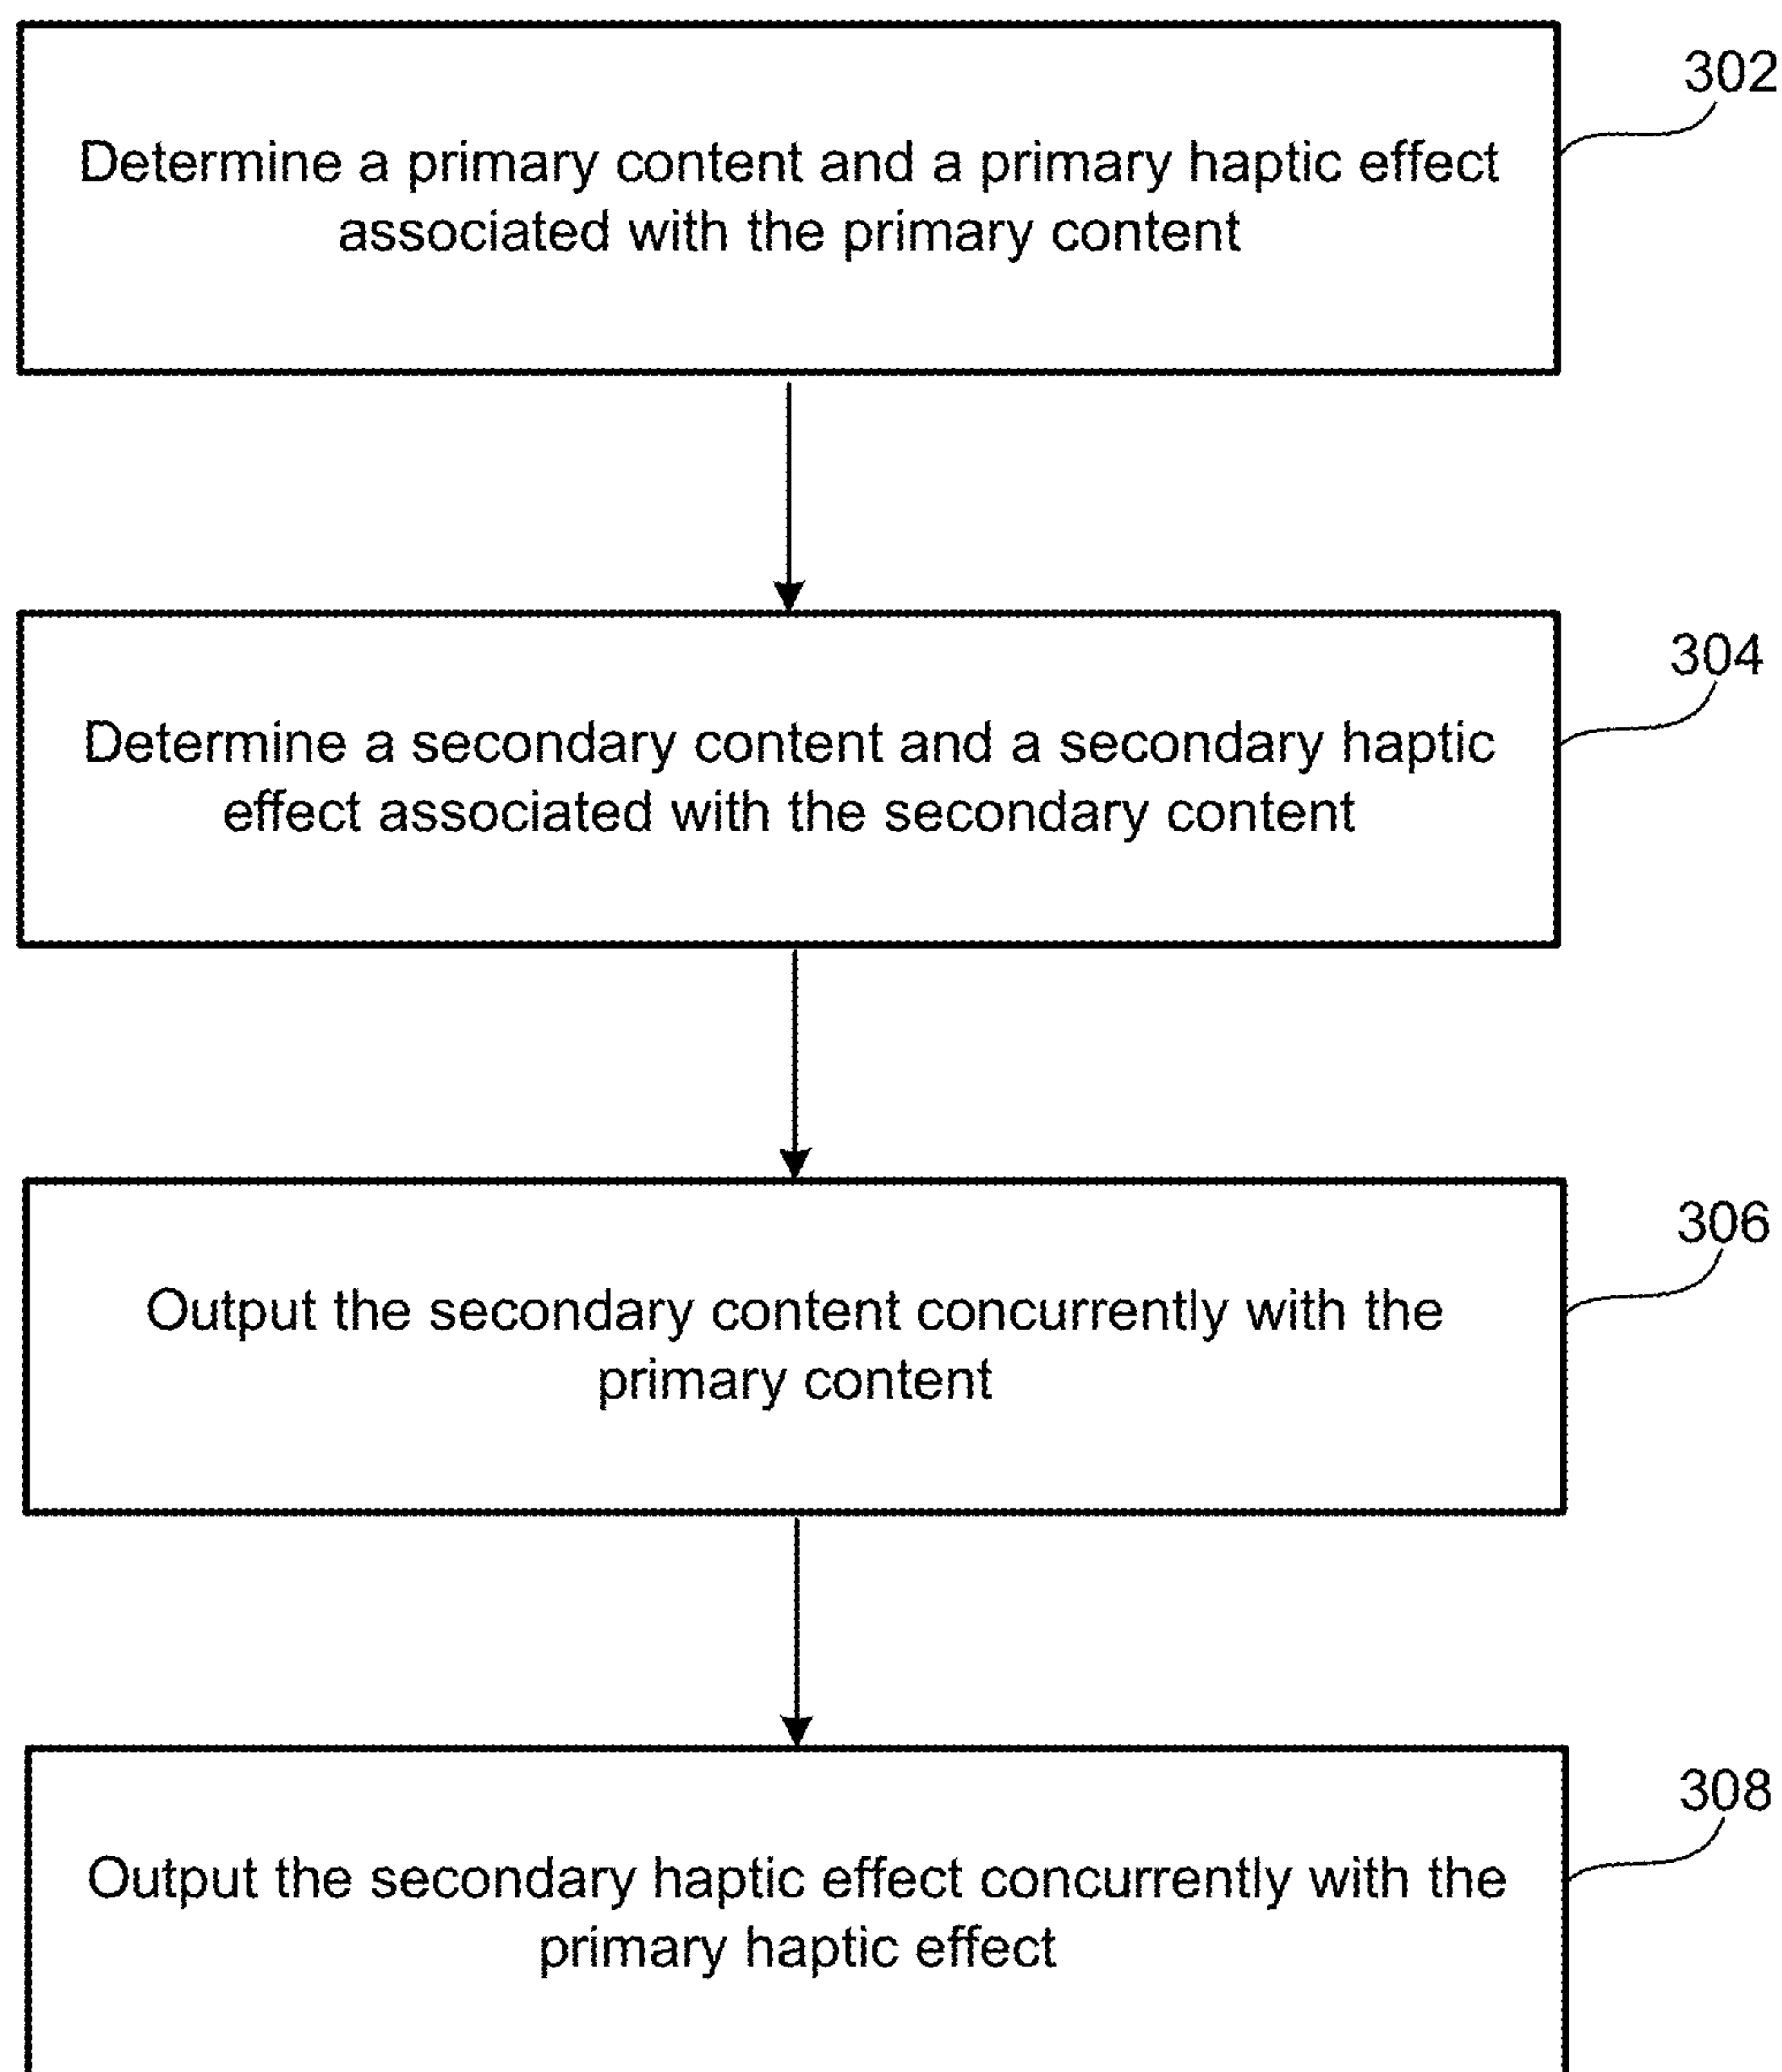 302
Determine a primary content and a primary haptic effect
associated with the primary content
304
Determine a secondary content and a secondary haptic
effect associated with the secondary content
306
Output the secondary content concurrently with the
primary content
308
Output the secondary haptic effect concurrently with the
primary haptic effect